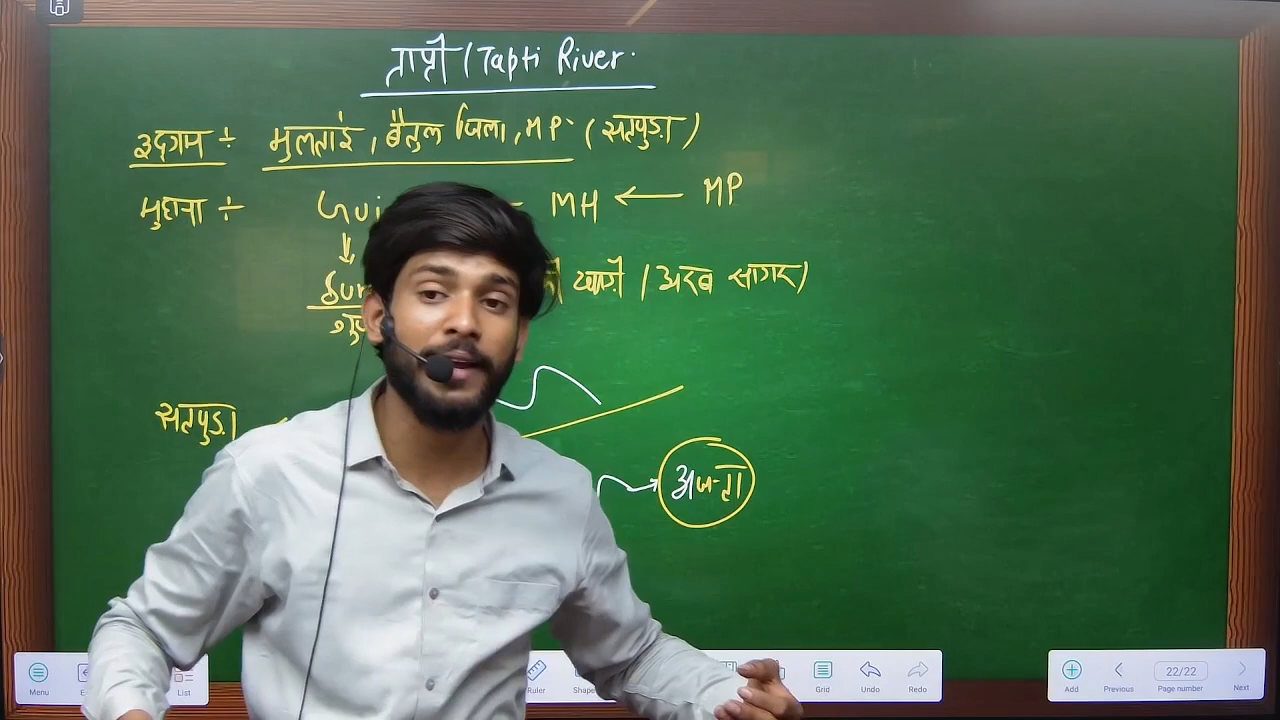 ताप्ती / Tapti River.
उद्गम ÷ मुलताई, बैतुल जिला, MP. (सतपुड़ा)
मुहाना ÷ MH ← MP
खाड़ी / अरब सागर)
सतपुड़ा
अजन्ता
Menu List Ruler Grid Undo Redo Add Previous 22/22 Page number Next